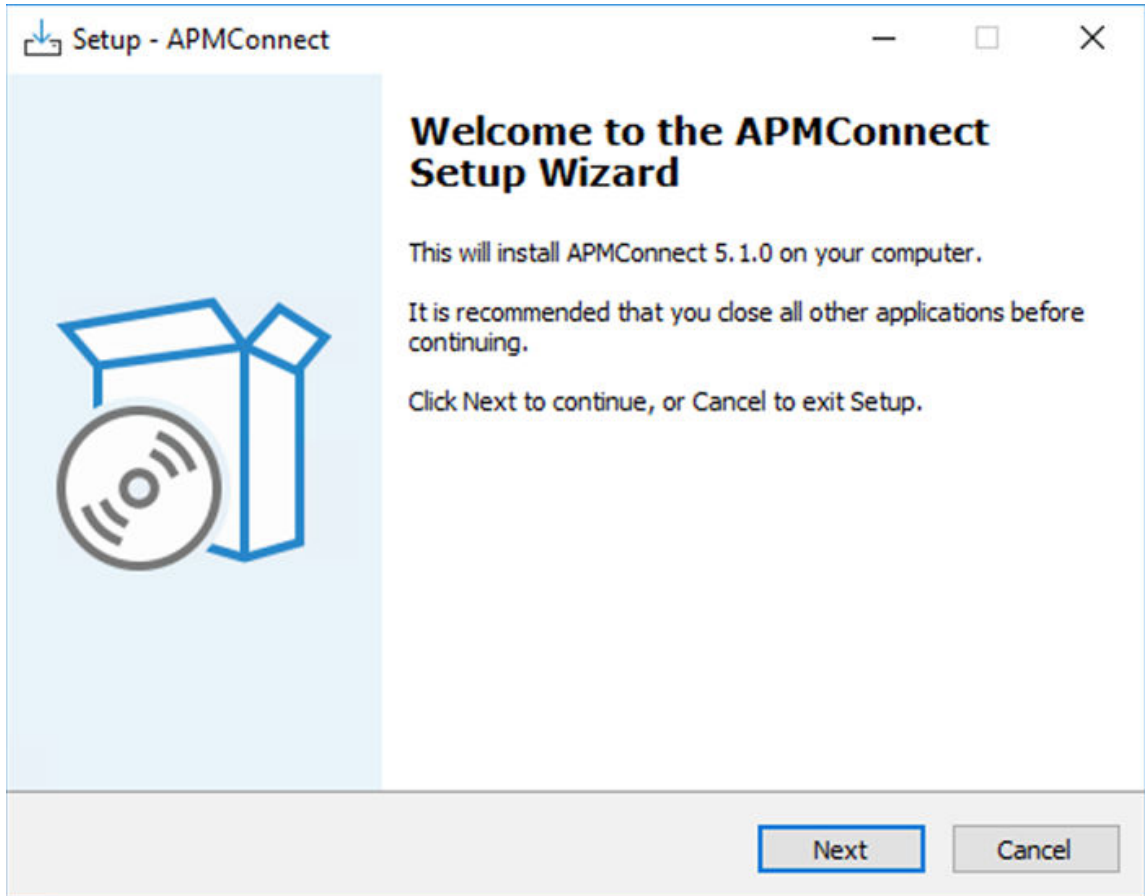 Setup - APMConnect
Welcome to the APMConnect
Setup Wizard
This will install APMConnect 5.1.0 on your computer.
It is recommended that you close all other applications before
continuing.
Click Next to continue, or Cancel to exit Setup.
Next
Cancel